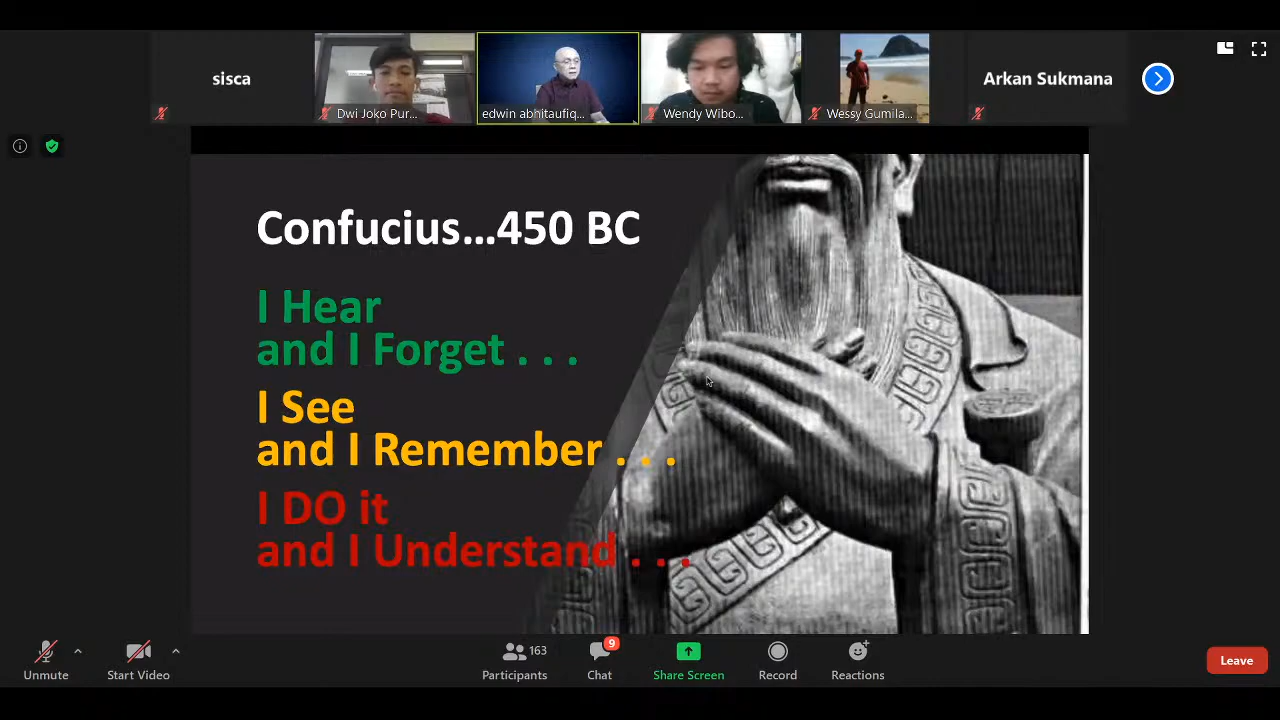 sisca
Dwi Joko Pur...
edwin abhitaufiq...
Wendy Wibo...
Wessy Gumila...
Arkan Sukmana
Confucius...450 BC
I Hear
and I Forget . . .
I See
and I Remember . . .
I DO it
and I Understand . . .
Unmute
Start Video
163
Participants
9
Chat
Share Screen
Record
Reactions
Leave